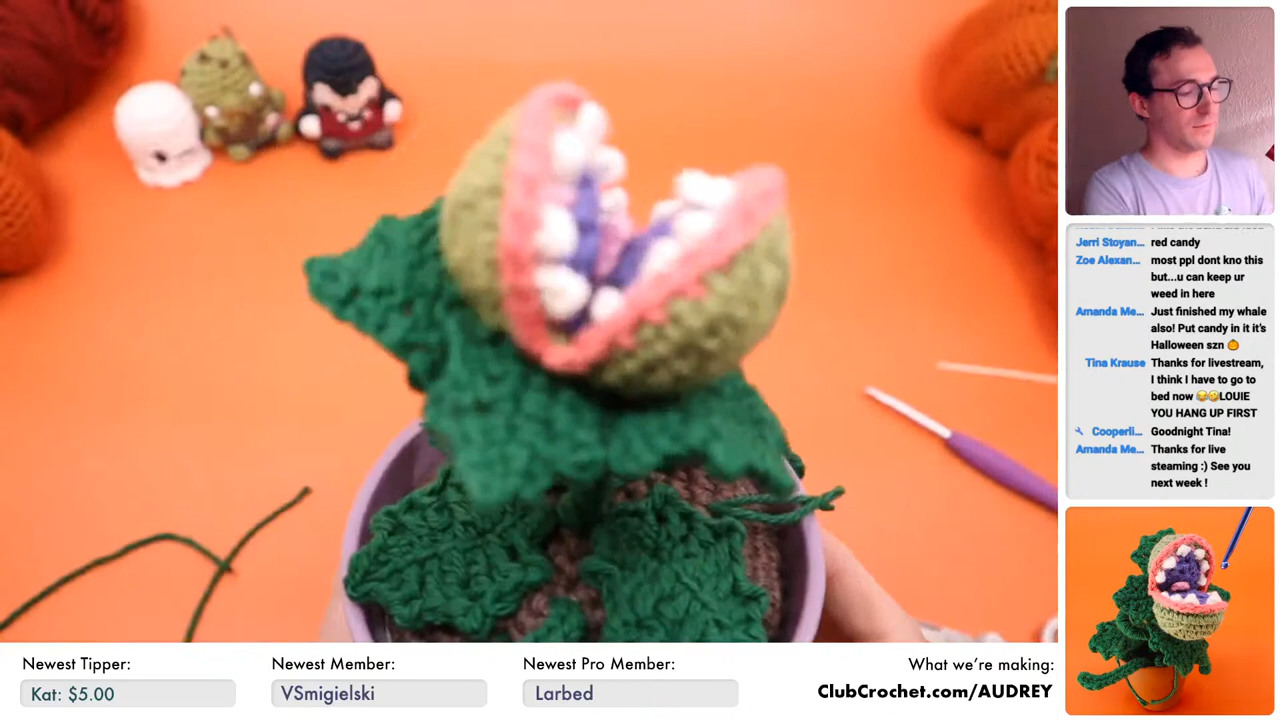 Jerri Stoyan... red candy
Zoe Alexan... most ppl dont kno this
but...u can keep ur
weed in here
Amanda Me... Just finished my whale
also! Put candy in it it's
Halloween szn 🎃
Tina Krause Thanks for livestream,
I think I have to go to
bed now 😂🤪LOUIE
YOU HANG UP FIRST
Cooperli... Goodnight Tina!
Amanda Me... Thanks for live
steaming :) See you
next week !
Newest Tipper:
Kat: $5.00
Newest Member:
VSmigielski
Newest Pro Member:
Larbed
What we're making:
ClubCrochet.com/AUDREY